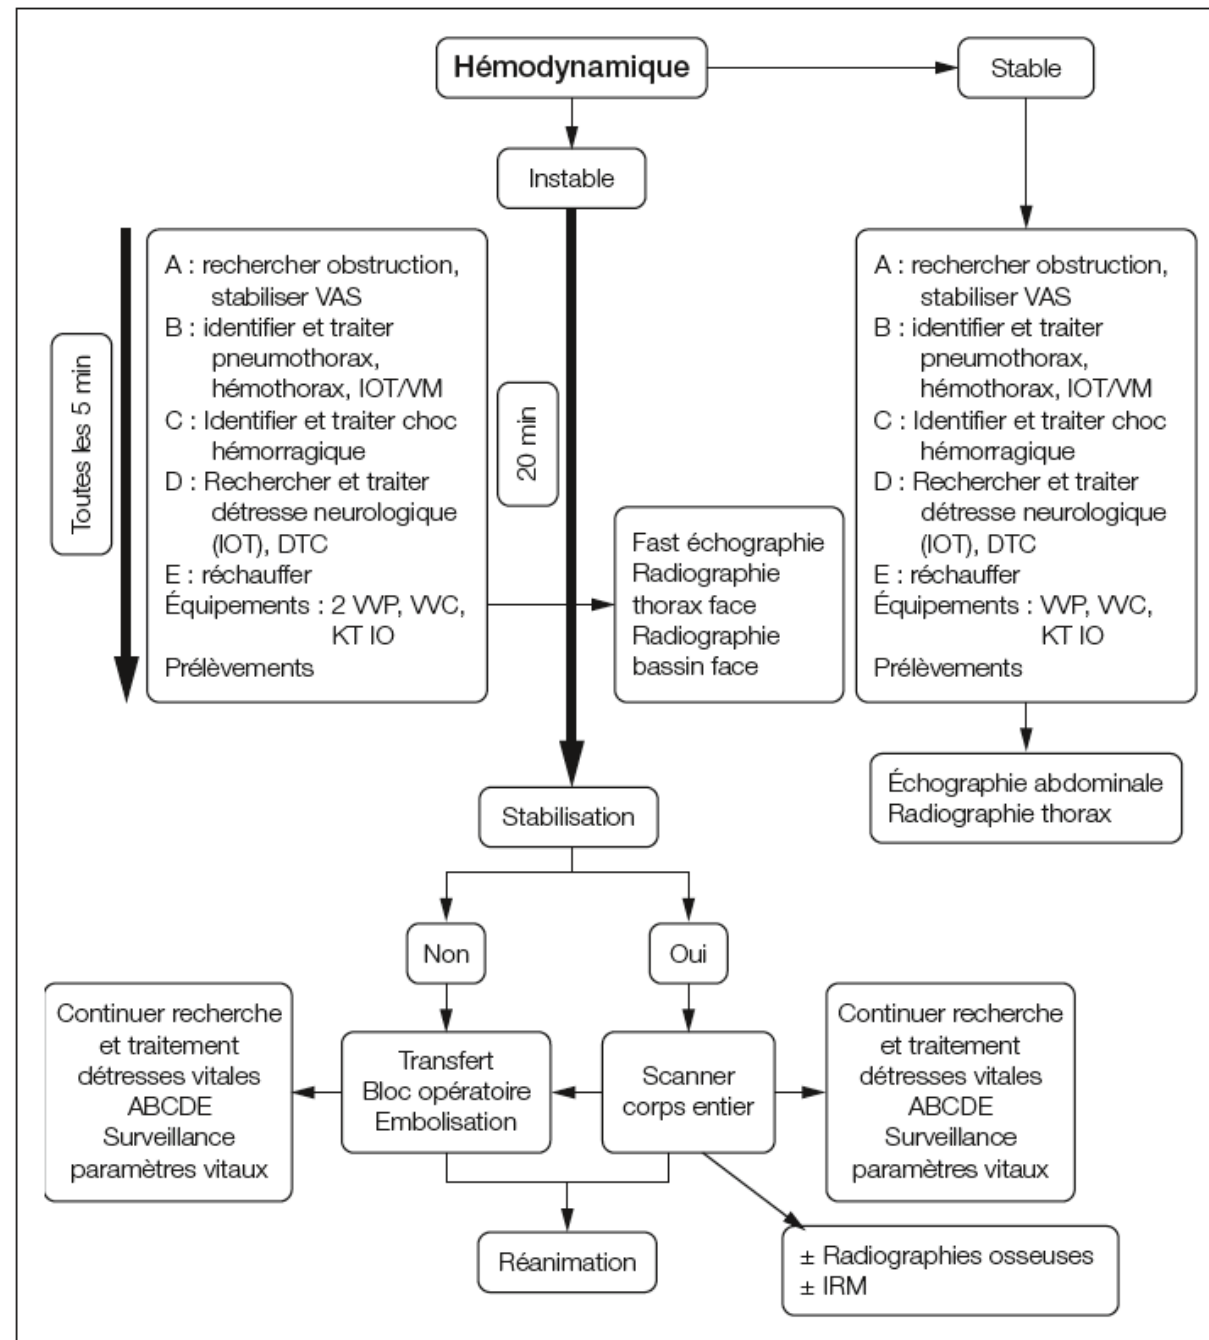 Hémodynamique
Stable
Instable
Toutes les 5 min
A : rechercher obstruction,
stabiliser VAS
B : identifier et traiter
pneumothorax,
hémothorax, IOT/VM
C : Identifier et traiter choc
hémorragique
D : Rechercher et traiter
détresse neurologique
(IOT), DTC
E : réchauffer
Équipements : 2 VVP, VVC,
KT IO
Prélèvements
20 min
Fast échographie
Radiographie
thorax face
Radiographie
bassin face
A : rechercher obstruction,
stabiliser VAS
B : identifier et traiter
pneumothorax,
hémothorax, IOT/VM
C : Identifier et traiter choc
hémorragique
D : Rechercher et traiter
détresse neurologique
(IOT), DTC
E : réchauffer
Équipements : VVP, VVC,
KT IO
Prélèvements
Échographie abdominale
Radiographie thorax
Stabilisation
Non
Oui
Continuer recherche
et traitement
détresses vitales
ABCDE
Surveillance
paramètres vitaux
Transfert
Bloc opératoire
Embolisation
Scanner
corps entier
Continuer recherche
et traitement
détresses vitales
ABCDE
Surveillance
paramètres vitaux
Réanimation
± Radiographies osseuses
± IRM